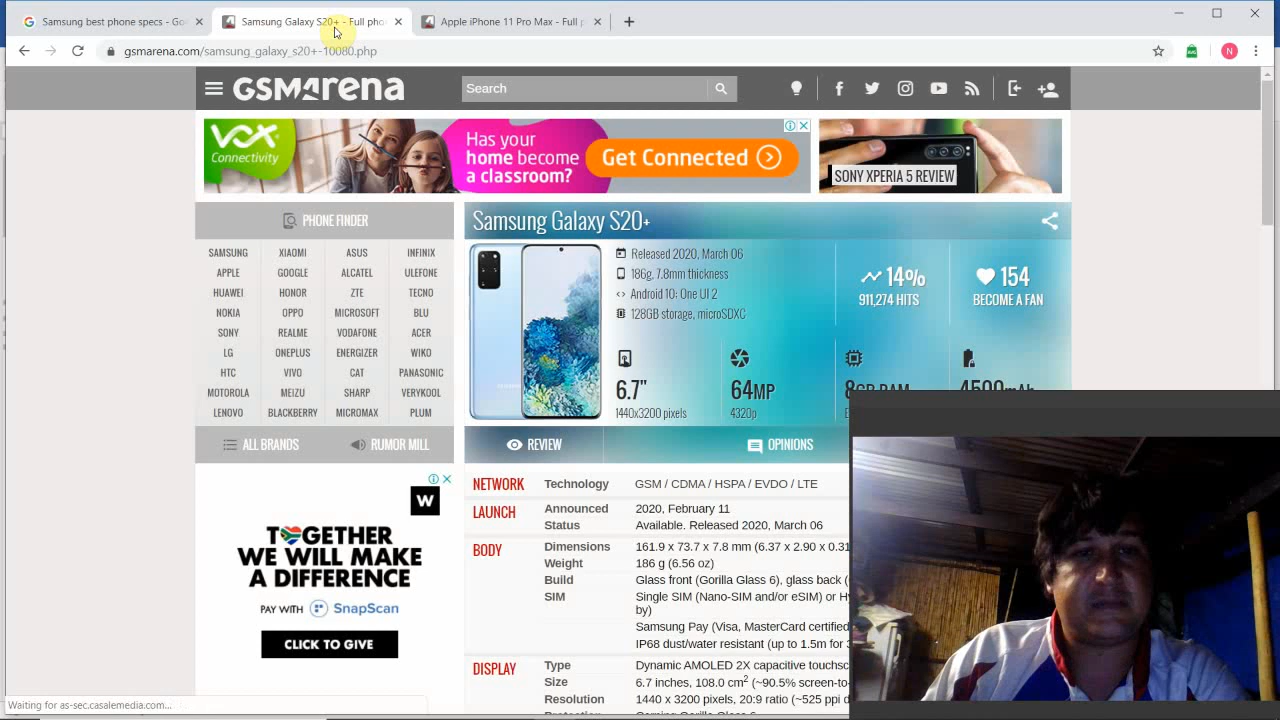 Samsung best phone specs - Go
Samsung Galaxy S20+ - Full pho
Apple iPhone 11 Pro Max - Full p
gsmarena.com/samsung_galaxy_s20+-10080.php
N
GSMArena
Search
VOX
Connectivity
Has your
home become
a classroom?
Get Connected
SONY XPERIA 5 REVIEW
PHONE FINDER
SAMSUNG XIAOMI ASUS INFINIX
APPLE GOOGLE ALCATEL ULEFONE
HUAWEI HONOR ZTE TECNO
NOKIA OPPO MICROSOFT BLU
SONY REALME VODAFONE ACER
LG ONEPLUS ENERGIZER WIKO
HTC VIVO CAT PANASONIC
MOTOROLA MEIZU SHARP VERYKOOL
LENOVO BLACKBERRY MICROMAX PLUM
ALL BRANDS RUMOR MILL
Samsung Galaxy S20+
Released 2020, March 06
186g, 7.8mm thickness
Android 10; One UI 2
128GB storage, microSDXC
14%
911,274 HITS
154
BECOME A FAN
6.7"
1440x3200 pixels
64MP
4320p
8GB RAM
4500mAh
REVIEW
OPINIONS
W
TOGETHER
WE WILL MAKE
A DIFFERENCE
PAY WITH SnapScan
CLICK TO GIVE
NETWORK Technology GSM / CDMA / HSPA / EVDO / LTE
LAUNCH Announced 2020, February 11
Status Available. Released 2020, March 06
BODY Dimensions 161.9 x 73.7 x 7.8 mm (6.37 x 2.90 x 0.31
Weight 186 g (6.56 oz)
Build Glass front (Gorilla Glass 6), glass back (
SIM Single SIM (Nano-SIM and/or eSIM) or Hy
by)
Samsung Pay (Visa, MasterCard certified
IP68 dust/water resistant (up to 1.5m for 3
DISPLAY Type Dynamic AMOLED 2X capacitive touchsc
Size 6.7 inches, 108.0 cm2 (~90.5% screen-to-
Resolution 1440 x 3200 pixels, 20:9 ratio (~525 ppi d
Waiting for as-sec.casalemedia.com...